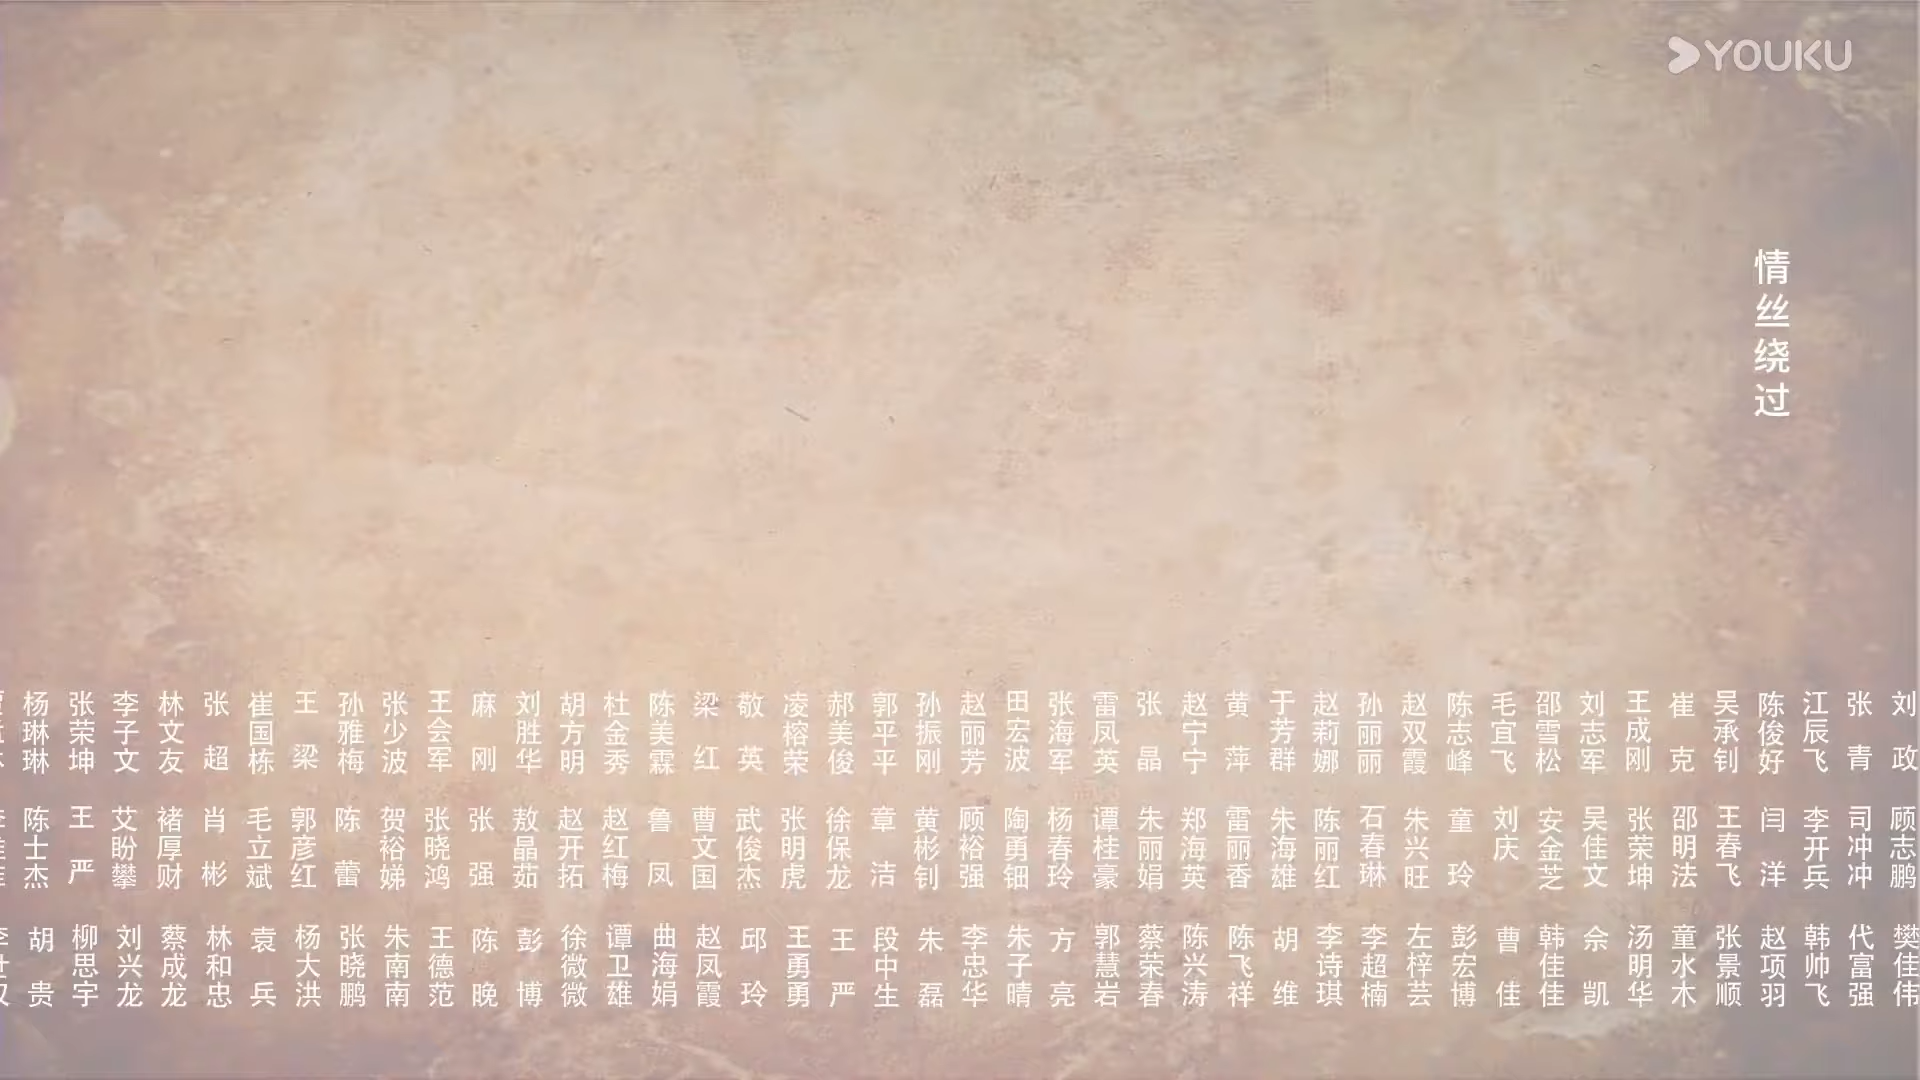 YOUKU
情丝绕过
刘政
张青
江辰飞
陈俊好
吴承钊
崔克
王成刚
刘志军
邵雪松
毛宜飞
陈志峰
赵双霞
孙丽丽
赵莉娜
于芳群
黄萍
赵宁宁
张晶
雷凤英
张海军
田宏波
赵丽芳
孙振刚
郭平平
郝美俊
凌榕荣
敬英
梁红
陈美霖
杜金秀
胡方明
刘胜华
麻刚
王会军
张少波
孙雅梅
王梁
崔国栋
张超
林文友
李子文
张荣坤
杨琳琳
顾志鹏
司冲冲
李开兵
闫洋
王春飞
邵明法
张荣坤
吴佳文
安金芝
刘庆
童玲
朱兴旺
石春琳
陈丽红
朱海雄
雷丽香
郑海英
朱丽娟
谭桂豪
杨春玲
陶勇钿
顾裕强
黄彬钊
章洁
徐保龙
张明虎
武俊杰
曹文国
鲁凤
赵红梅
赵开拓
敖晶茹
张强
张晓鸿
贺裕娣
陈蕾
郭彦红
毛立斌
肖彬
褚厚财
艾盼攀
王严
陈士杰
樊佳伟
代富强
韩帅飞
赵项羽
张景顺
童水木
汤明华
佘凯
韩佳佳
曹佳
彭宏博
左梓芸
李超楠
李诗琪
胡维
陈飞祥
陈兴涛
蔡荣春
郭慧岩
方亮
朱子晴
李忠华
朱磊
段中生
王严
王勇勇
邱玲
赵凤霞
曲海娟
谭卫雄
徐微微
彭博
陈晚
王德范
朱南南
张晓鹏
杨大洪
袁兵
林和忠
蔡成龙
刘兴龙
柳思宇
胡贵